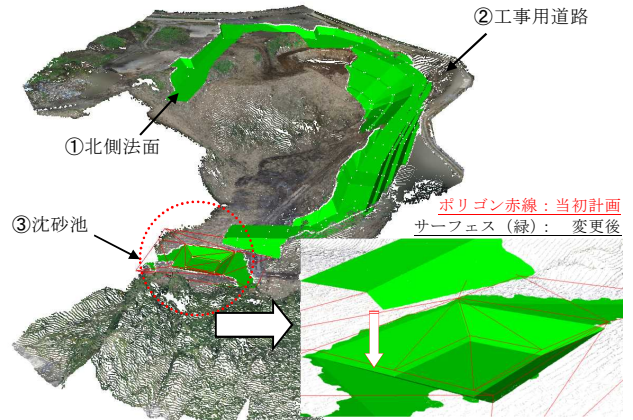 ②工事用道路
①北側法面
③沈砂池
ポリゴン赤線：当初計画
サーフェス（緑）： 変更後